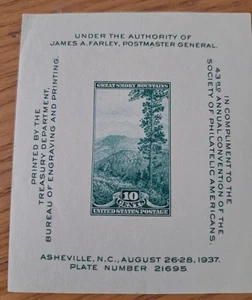 UNDER THE AUTHORITY OF
JAMES A. FARLEY, POSTMASTER GENERAL.
PRINTED BY THE
TREASURY DEPARTMENT,
BUREAU OF ENGRAVING AND PRINTING.
GREAT SMOKY MOUNTAINS
10
CENTS
UNITED STATES POSTAGE
IN COMPLIMENT TO THE
43RD ANNUAL CONVENTION OF THE
SOCIETY OF PHILATELIC AMERICANS.
ASHEVILLE, N.C., AUGUST 26-28, 1937.
PLATE NUMBER 21695